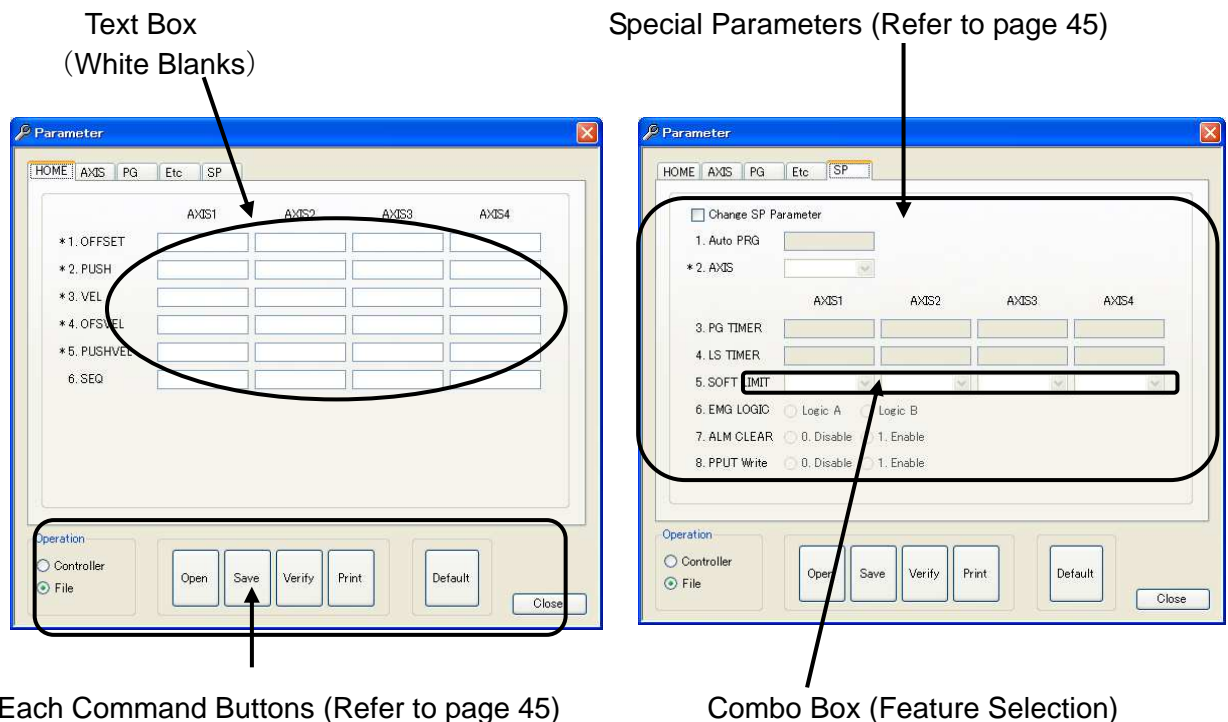 Text Box
（White Blanks）
Special Parameters (Refer to page 45)
Parameter
HOME AXIS PG Etc SP
AXIS1 AXIS2 AXIS3 AXIS4
*1. OFFSET
*2. PUSH
*3. VEL
*4. OFSVEL
*5. PUSHVEL
6. SEQ
Operation
Controller
File
Open Save Verify Print Default
Close
Parameter
HOME AXIS PG Etc SP
Change SP Parameter
1. Auto PRG
*2. AXIS
AXIS1 AXIS2 AXIS3 AXIS4
3. PG TIMER
4. LS TIMER
5. SOFT LIMIT
6. EMG LOGIC Logic A Logic B
7. ALM CLEAR 0. Disable 1. Enable
8. PPUT Write 0. Disable 1. Enable
Operation
Controller
File
Open Save Verify Print Default
Close
Each Command Buttons (Refer to page 45)
Combo Box (Feature Selection)